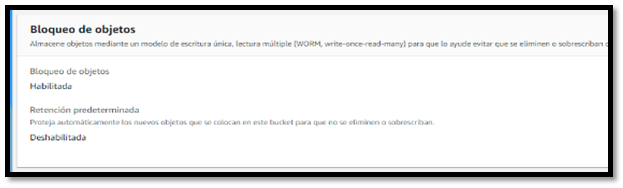 Bloqueo de objetos
Almacene objetos mediante un modelo de escritura única, lectura múltiple (WORM, write-once-read-many) para que lo ayude evitar que se eliminen o sobrescriban
Bloqueo de objetos
Habilitada
Retención predeterminada
Proteja automáticamente los nuevos objetos que se colocan en este bucket para que no se eliminen o sobrescriban.
Deshabilitada